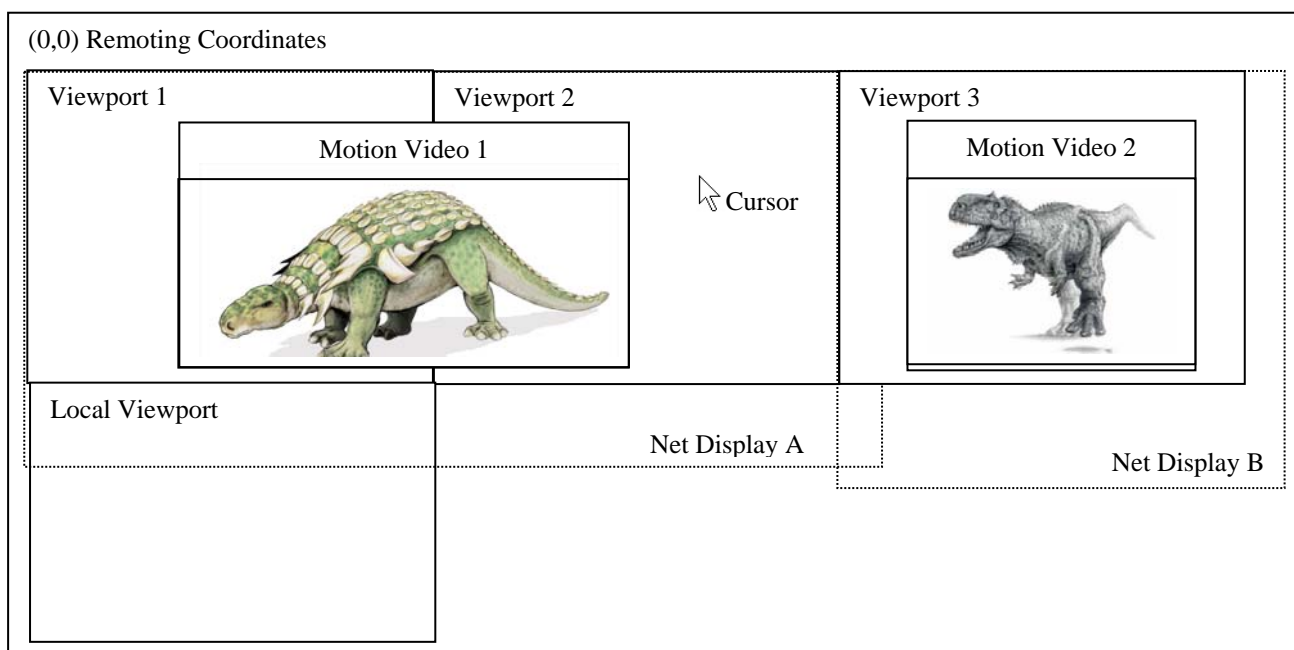 (0,0) Remoting Coordinates
Viewport 1
Viewport 2
Viewport 3
Motion Video 1
Motion Video 2
Cursor
Local Viewport
Net Display A
Net Display B